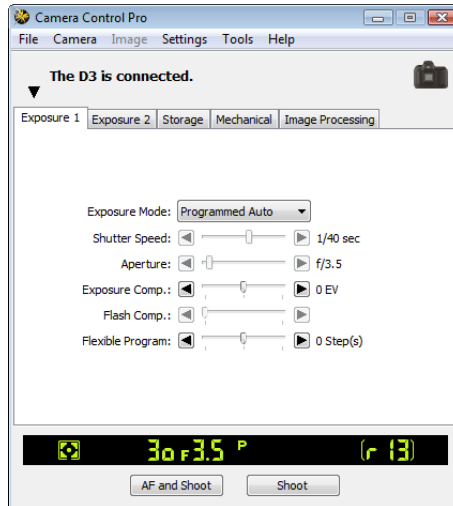 Camera Control Pro
File Camera Image Settings Tools Help
The D3 is connected.
Exposure 1 Exposure 2 Storage Mechanical Image Processing
Exposure Mode: Programmed Auto
Shutter Speed: 1/40 sec
Aperture: f/3.5
Exposure Comp.: 0 EV
Flash Comp.:
Flexible Program: 0 Step(s)
3o F3.5 P (r 13)
AF and Shoot Shoot